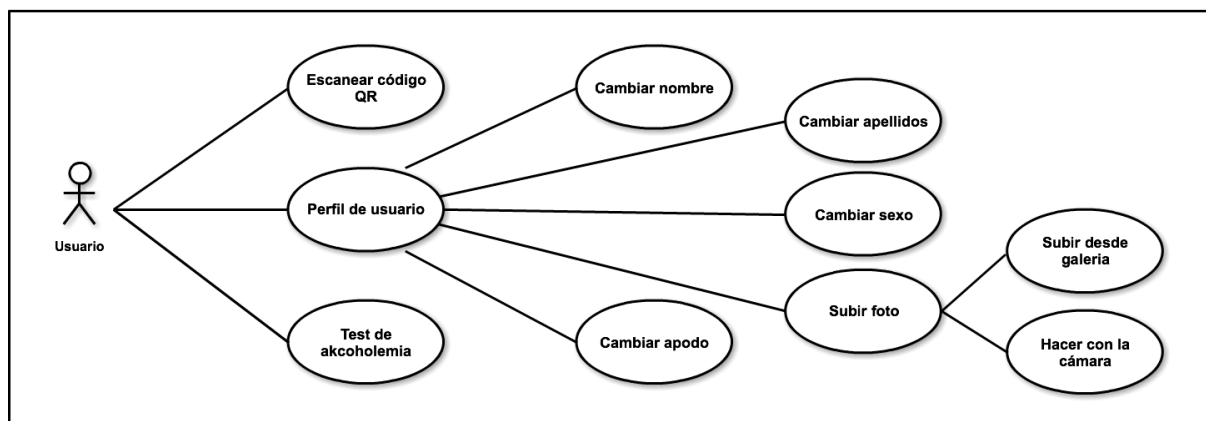 Escanear código
QR
Cambiar nombre
Cambiar apellidos
Perfil de usuario
Cambiar sexo
Usuario
Subir desde
galeria
Subir foto
Test de
akcoholemia
Cambiar apodo
Hacer con la
cámara